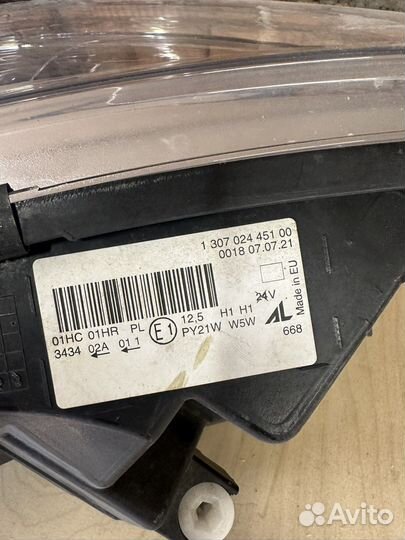 1 307 024 451 00
0018 07.07.21
Made in EU
24V
01HC 01HR PL E1 12,5 H1 H1
3434 02A 01 1 PY21W W5W
AL
668
Avito